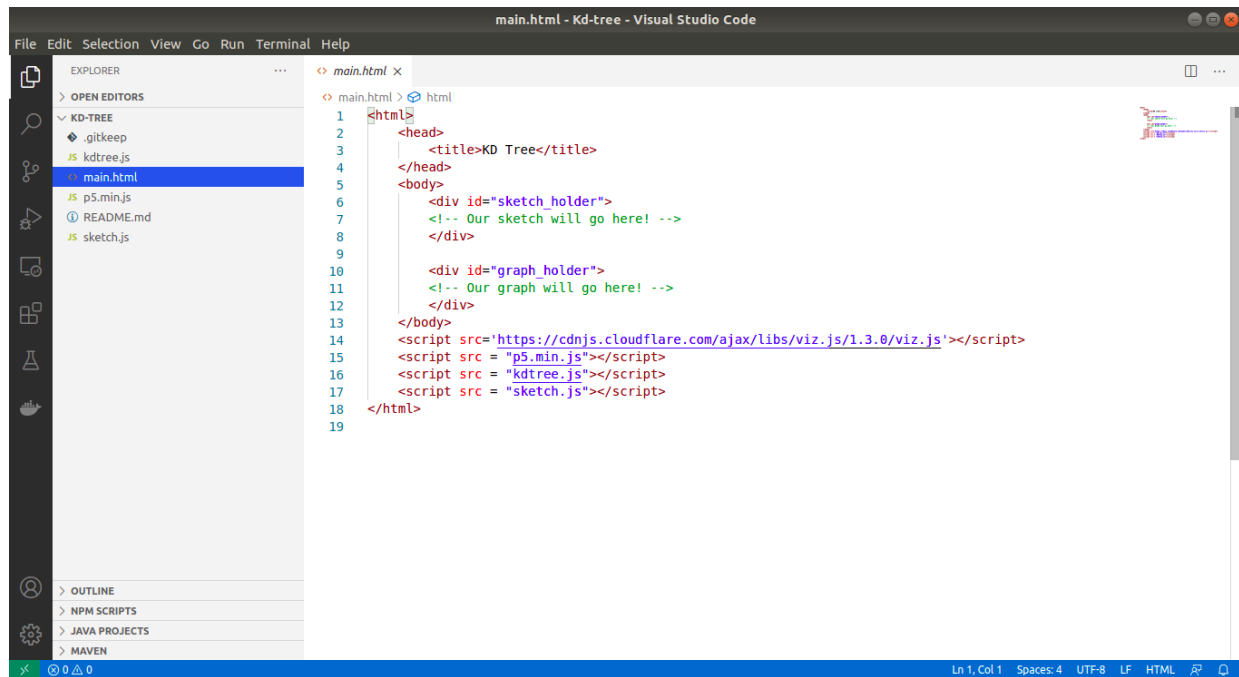 main.html - Kd-tree - Visual Studio Code
File Edit Selection View Go Run Terminal Help
EXPLORER
OPEN EDITORS
KD-TREE
.gitkeep
JS kdtree.js
<> main.html
JS p5.min.js
README.md
JS sketch.js
OUTLINE
NPM SCRIPTS
JAVA PROJECTS
MAVEN
<> main.html ×
<> main.html > html
1 <html>
2     <head>
3         <title>KD Tree</title>
4     </head>
5     <body>
6         <div id="sketch_holder">
7         <!-- Our sketch will go here! -->
8         </div>
9
10         <div id="graph_holder">
11         <!-- Our graph will go here! -->
12         </div>
13     </body>
14     <script src='https://cdnjs.cloudflare.com/ajax/libs/viz.js/1.3.0/viz.js'></script>
15     <script src = "p5.min.js"></script>
16     <script src = "kdtree.js"></script>
17     <script src = "sketch.js"></script>
18 </html>
19
0 0
Ln 1, Col 1 Spaces: 4 UTF-8 LF HTML